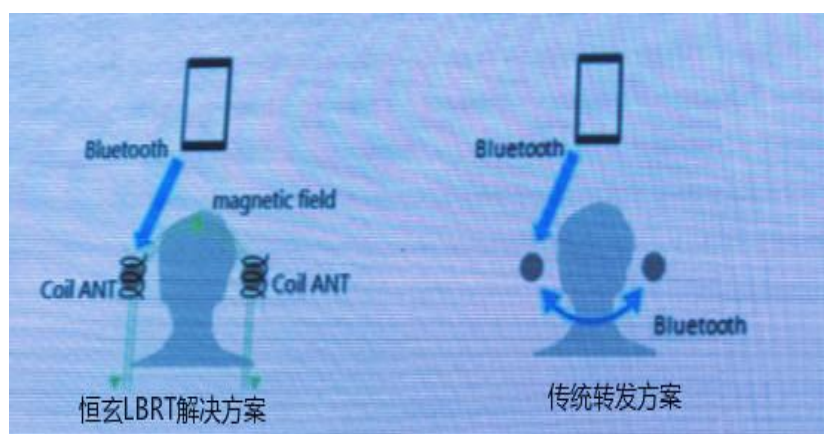 Bluetooth
magnetic field
Coil ANT
Coil ANT
恒玄LBRT解决方案
Bluetooth
Bluetooth
传统转发方案